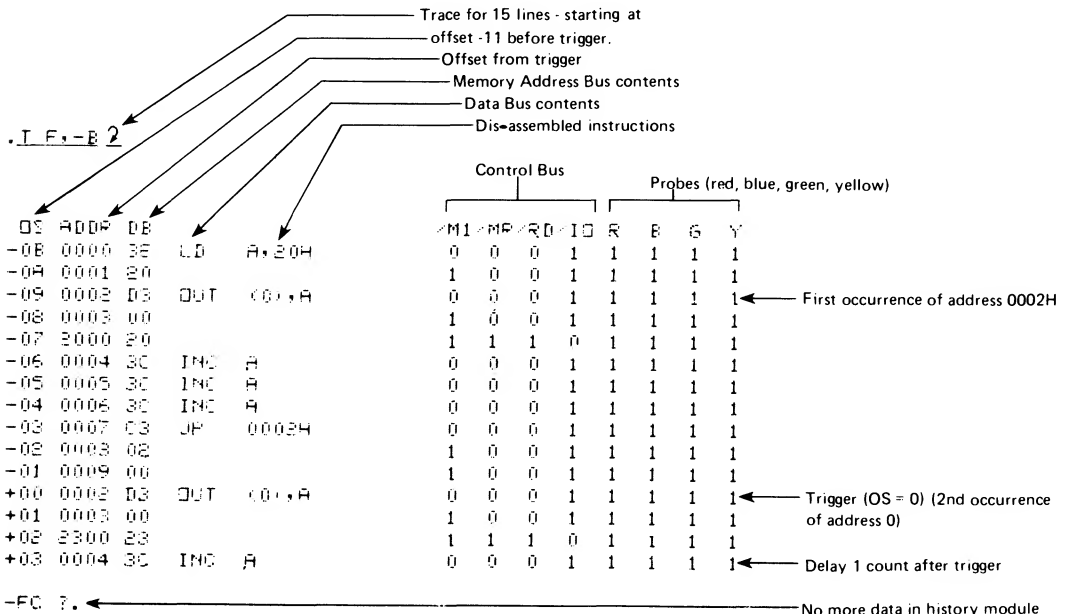 Trace for 15 lines - starting at
offset -11 before trigger.
Offset from trigger
Memory Address Bus contents
Data Bus contents
Dis-assembled instructions
.T F,-B
Control Bus
Probes (red, blue, green, yellow)
OS ADDR DB /M1/MR/RD/IO R B G Y
-0B 0000 3E LD A,20H 0 0 0 1 1 1 1 1
-0A 0001 20 1 0 0 1 1 1 1 1
-09 0002 D3 OUT (0),A 0 0 0 1 1 1 1 1 First occurrence of address 0002H
-08 0003 00 1 0 0 1 1 1 1 1
-07 2000 20 1 1 1 0 1 1 1 1
-06 0004 3C INC A 0 0 0 1 1 1 1 1
-05 0005 3C INC A 0 0 0 1 1 1 1 1
-04 0006 3C INC A 0 0 0 1 1 1 1 1
-03 0007 C3 JP 0002H 0 0 0 1 1 1 1 1
-02 0008 02 1 0 0 1 1 1 1 1
-01 0009 00 1 0 0 1 1 1 1 1
+00 0002 D3 OUT (0),A 0 0 0 1 1 1 1 1 Trigger (OS = 0) (2nd occurrence
+01 0003 00 1 0 0 1 1 1 1 1 of address 0)
+02 2300 23 1 1 1 0 1 1 1 1
+03 0004 3C INC A 0 0 0 1 1 1 1 1 Delay 1 count after trigger
-FC ?. No more data in history module